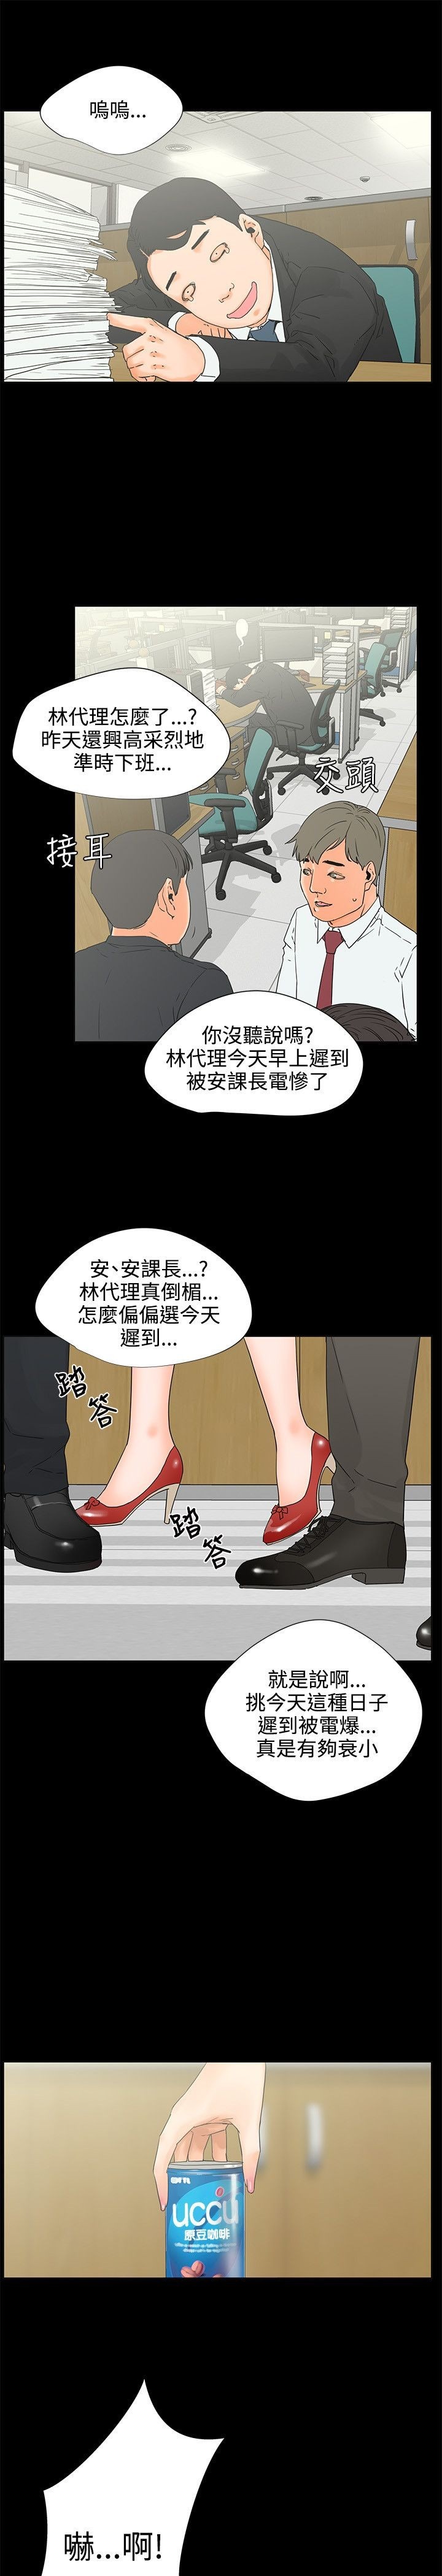 嗚嗚...
林代理怎麼了...?
昨天還興高采烈地
準時下班...
交頭
接耳
你沒聽說嗎?
林代理今天早上遲到
被安課長電慘了
安、安課長...?
林代理真倒楣...
怎麼偏偏選今天
遲到...
踏答
踏答
就是說啊...
挑今天這種日子
遲到被電爆...
真是有夠衰小
uccu
原豆咖啡
嚇...啊!